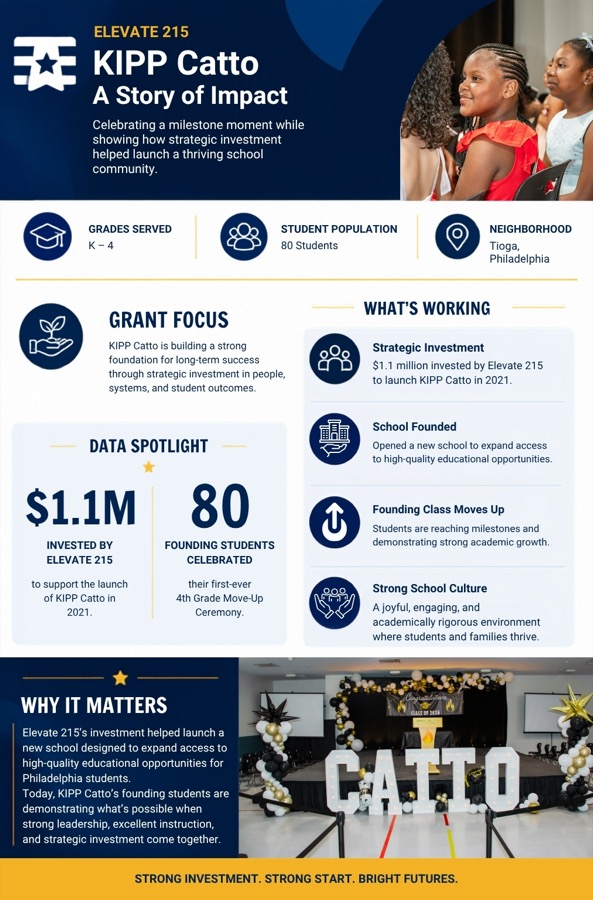 ELEVATE 215
KIPP Catto
A Story of Impact
Celebrating a milestone moment while
showing how strategic investment
helped launch a thriving school
community.
GRADES SERVED
K – 4
STUDENT POPULATION
80 Students
NEIGHBORHOOD
Tioga,
Philadelphia
GRANT FOCUS
KIPP Catto is building a strong
foundation for long-term success
through strategic investment in people,
systems, and student outcomes.
DATA SPOTLIGHT
$1.1M
INVESTED BY
ELEVATE 215
to support the launch
of KIPP Catto in
2021.
80
FOUNDING STUDENTS
CELEBRATED
their first-ever
4th Grade Move-Up
Ceremony.
WHAT'S WORKING
Strategic Investment
$1.1 million invested by Elevate 215
to launch KIPP Catto in 2021.
School Founded
Opened a new school to expand access
to high-quality educational opportunities.
Founding Class Moves Up
Students are reaching milestones and
demonstrating strong academic growth.
Strong School Culture
A joyful, engaging, and
academically rigorous environment
where students and families thrive.
WHY IT MATTERS
Elevate 215's investment helped launch a
new school designed to expand access to
high-quality educational opportunities for
Philadelphia students.
Today, KIPP Catto's founding students are
demonstrating what's possible when
strong leadership, excellent instruction,
and strategic investment come together.
Congratulations
CLASS OF
CATTO
STRONG INVESTMENT. STRONG START. BRIGHT FUTURES.